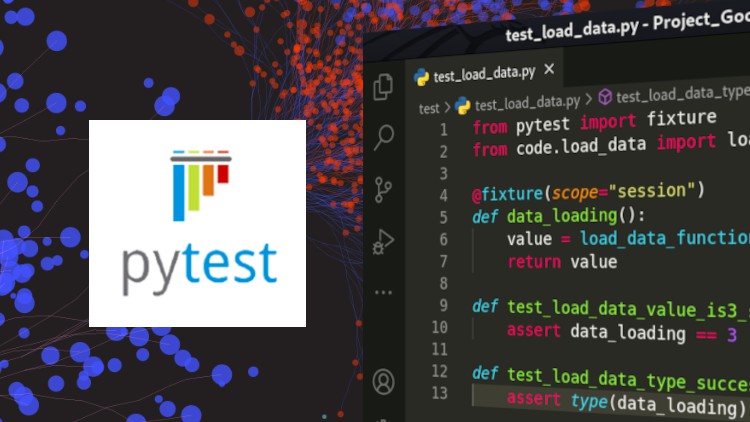 pytest
test_load_data.py - Project_Goo
test_load_data.py ×
test > test_load_data.py > test_load_data_type
1 from pytest import fixture
2 from code.load_data import loa
3
4 @fixture(scope="session")
5 def data_loading():
6 value = load_data_function
7 return value
8
9 def test_load_data_value_is3_
10 assert data_loading == 3
11
12 def test_load_data_type_succe
13 assert type(data_loading)